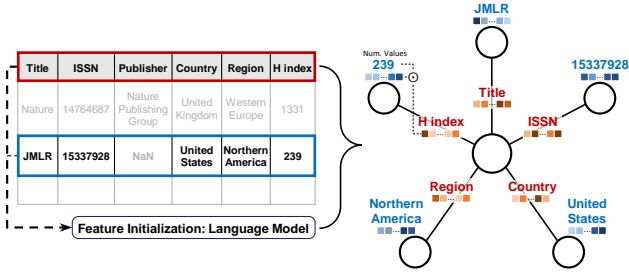 Title ISSN Publisher Country Region H index
Nature 14764687 Nature Publishing Group United Kingdom Western Europe 1331
JMLR 15337928 NaN United States Northern America 239
Feature Initialization: Language Model
JMLR
Num. Values
239
15337928
Title
H index
ISSN
Region
Country
Northern
America
United
States